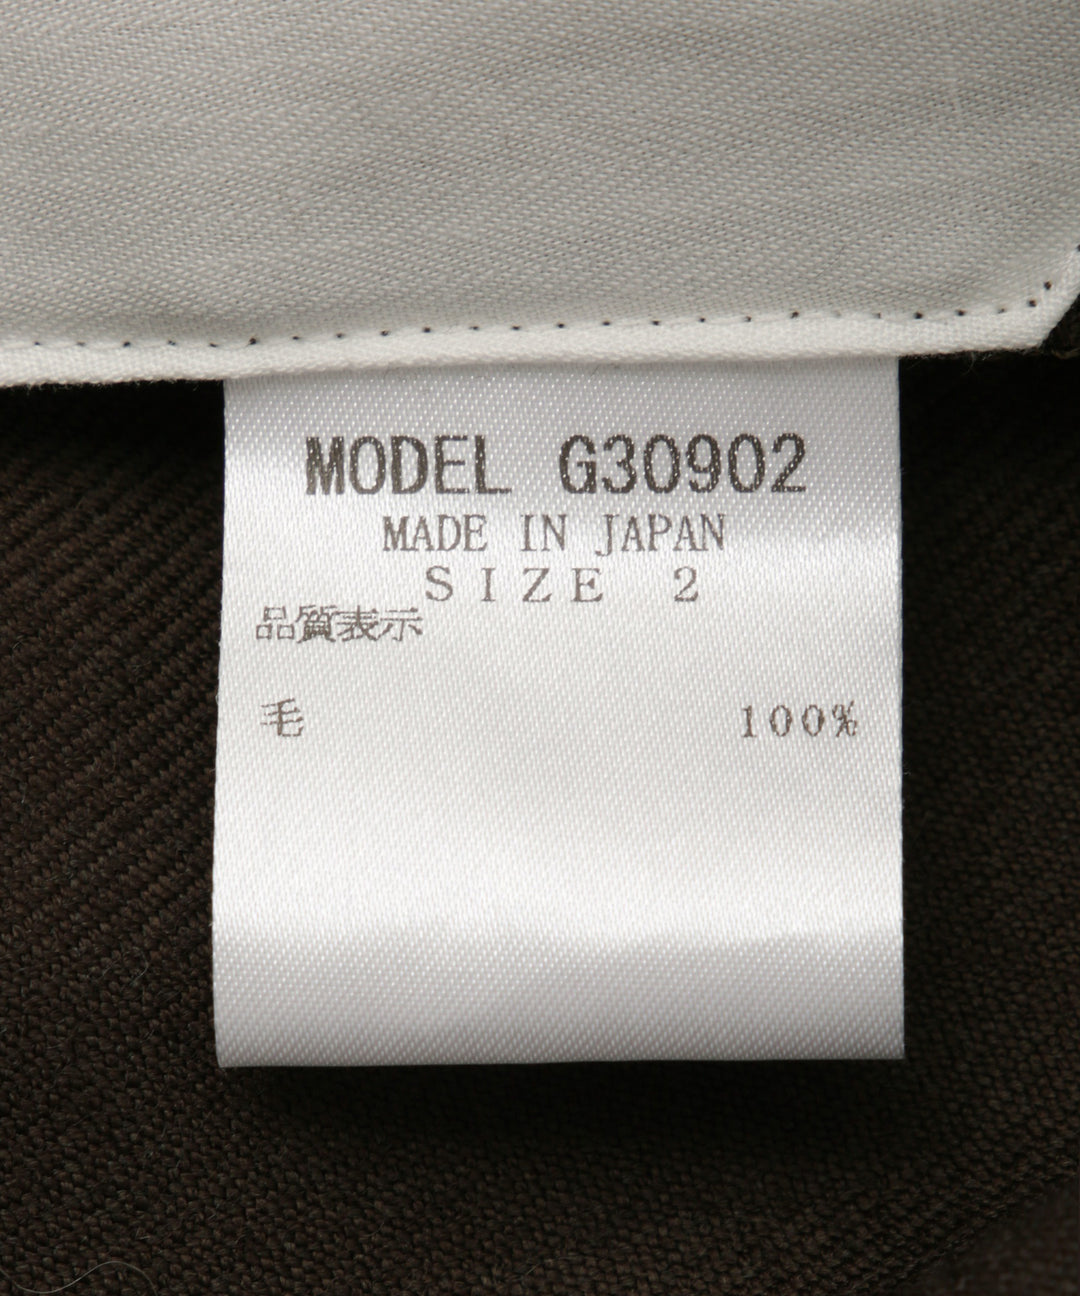 MODEL G30902
MADE IN JAPAN
SIZE 2
品質表示
毛 100%